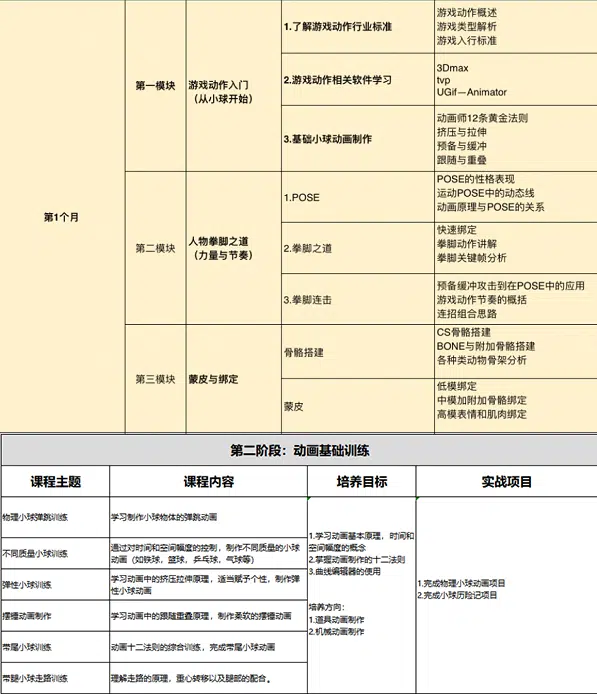 第1个月
第一模块
游戏动作入门
（从小球开始）
1.了解游戏动作行业标准
游戏动作概述
游戏类型解析
游戏入行标准
2.游戏动作相关软件学习
3Dmax
tvp
UGif—Animator
3.基础小球动画制作
动画师12条黄金法则
挤压与拉伸
预备与缓冲
跟随与重叠
第二模块
人物拳脚之道
（力量与节奏）
1.POSE
POSE的性格表现
运动POSE中的动态线
动画原理与POSE的关系
2.拳脚之道
快速绑定
拳脚动作讲解
拳脚关键帧分析
3.拳脚连击
预备缓冲攻击到在POSE中的应用
游戏动作节奏的概括
连招组合思路
第三模块
蒙皮与绑定
骨骼搭建
CS骨骼搭建
BONE与附加骨骼搭建
各种类动物骨架分析
蒙皮
低模绑定
中模加附加骨骼绑定
高模表情和肌肉绑定
第二阶段：动画基础训练
课程主题
课程内容
培养目标
实战项目
物理小球弹跳训练
学习制作小球物体的弹跳动画
不同质量小球训练
通过对时间和空间幅度的控制，制作不同质量的小球
动画（如铁球，篮球，乒乓球，气球等）
弹性小球训练
学习动画中的挤压拉伸原理，适当赋予个性，制作弹
性小球动画
摆锤动画制作
学习动画中的跟随重叠原理，制作柔软的摆锤动画
带尾小球训练
动画十二法则的综合训练，完成带尾小球动画
带腿小球走路训练
理解走路的原理，重心转移以及腿部的配合。
1.学习动画基本原理，时间和
空间幅度的概念
2.掌握动画制作的十二法则
3.曲线编辑器的使用
培养方向：
1.道具动画制作
2.机械动画制作
1.完成物理小球动画项目
2.完成小球历险记项目